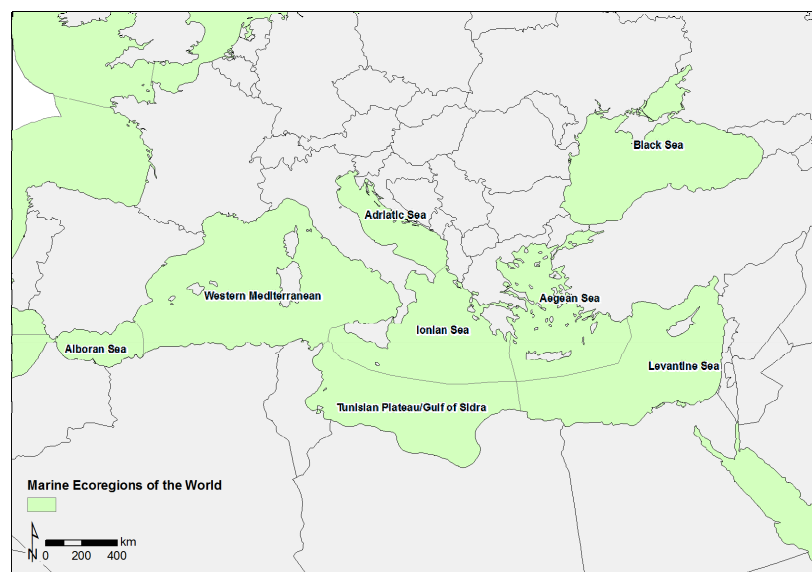 Black Sea
Adriatic Sea
Western Mediterranean
Aegean Sea
Ionian Sea
Alboran Sea
Levantine Sea
Tunisian Plateau/Gulf of Sidra
Marine Ecoregions of the World
N
km
0 200 400